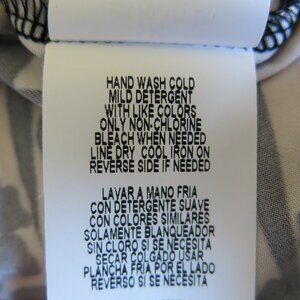 HAND WASH COLD
MILD DETERGENT
WITH LIKE COLORS
ONLY NON-CHLORINE
BLEACH WHEN NEEDED
LINE DRY COOL IRON ON
REVERSE SIDE IF NEEDED
LAVAR A MANO FRIA
CON DETERGENTE SUAVE
CON COLORES SIMILARES
SOLAMENTE BLANQUEADOR
SIN CLORO SI SE NECESITA
SECAR COLGADO USAR
PLANCHA FRIA POR EL LADO
REVERSO SI SE NECESITA